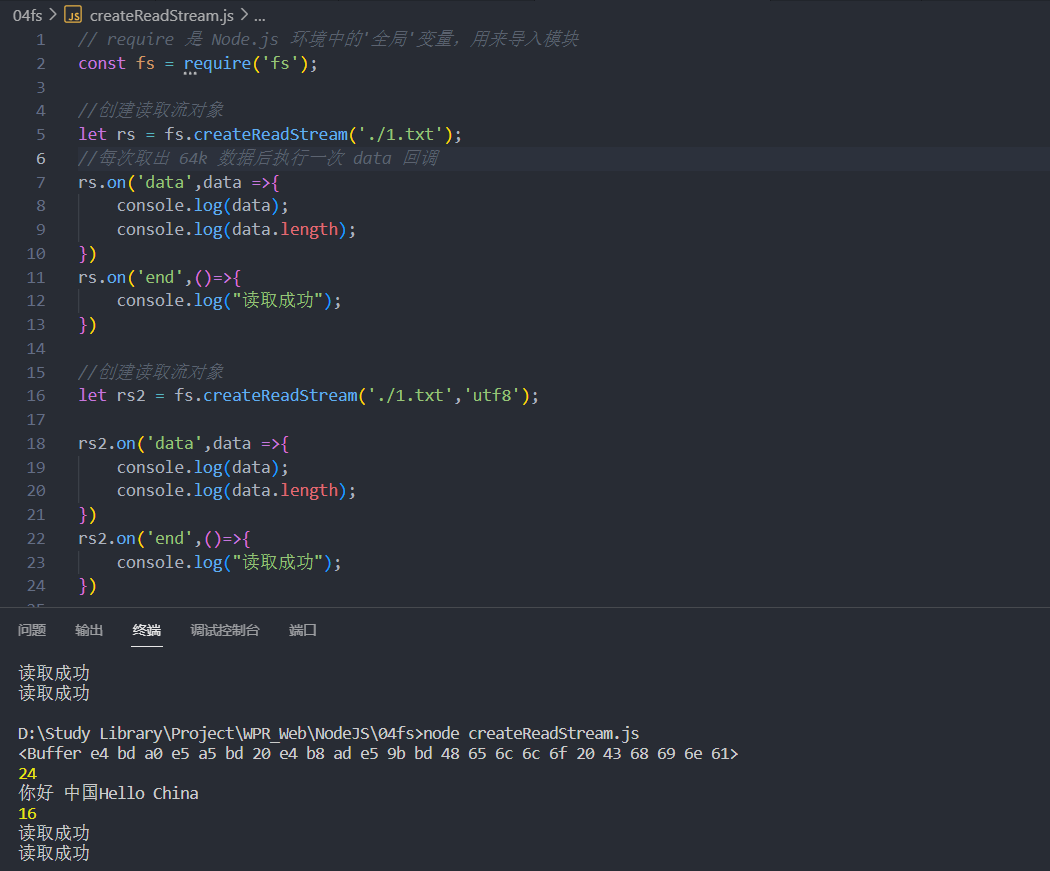 04fs > JS createReadStream.js > ...
1 // require 是 Node.js 环境中的'全局'变量，用来导入模块
2 const fs = require('fs');
3
4 //创建读取流对象
5 let rs = fs.createReadStream('./1.txt');
6 //每次取出 64k 数据后执行一次 data 回调
7 rs.on('data',data =>{
8     console.log(data);
9     console.log(data.length);
10 })
11 rs.on('end',()=>{
12     console.log("读取成功");
13 })
14
15 //创建读取流对象
16 let rs2 = fs.createReadStream('./1.txt','utf8');
17
18 rs2.on('data',data =>{
19     console.log(data);
20     console.log(data.length);
21 })
22 rs2.on('end',()=>{
23     console.log("读取成功");
24 })
问题 输出 终端 调试控制台 端口
读取成功
读取成功
D:\Study Library\Project\WPR_Web\NodeJS\04fs>node createReadStream.js
<Buffer e4 bd a0 e5 a5 bd 20 e4 b8 ad e5 9b bd 48 65 6c 6c 6f 20 43 68 69 6e 61>
24
你好 中国Hello China
16
读取成功
读取成功